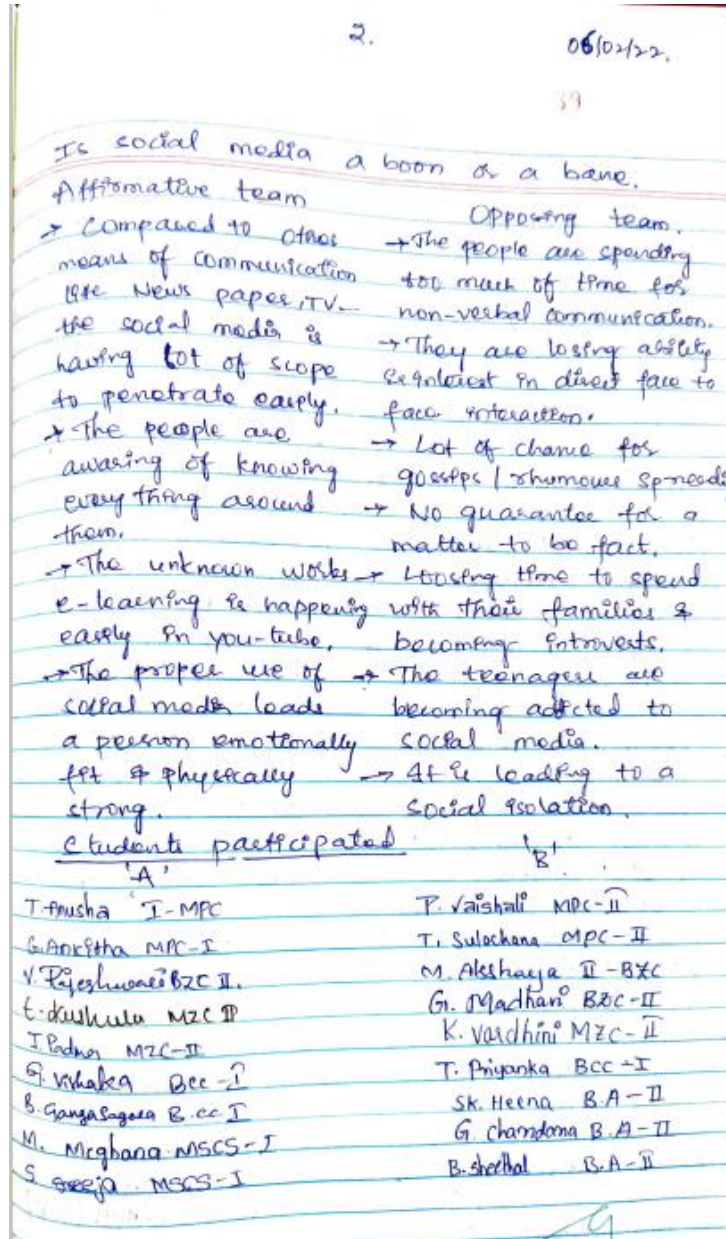 2.
06/02/22.
39
Is social media a boon or a bane.
Affirmative team
→ Compared to other
means of communication
like News paper, TV...
the social media is
having lot of scope
to penetrate easily.
→ The people are
awaring of knowing
every thing around
them.
→ The unknown works
e-learning is happening
easily in you-tube.
→ The proper use of
social media leads
a person emotionally
fit & physically
strong.
Opposing team.
→ The people are spending
too much of time for
non-verbal communication.
→ They are losing ability
& interest in direct face to
face interaction.
→ Lot of chance for
gossips / rhumours spreadi
→ No guarantee for a
matter to be fact.
→ Loosing time to spend
with their families &
becoming introverts.
→ The teenagers are
becoming addicted to
social media.
→ It is leading to a
social isolation.
Students participated
'A'
T. Anusha I-MPC
G. Ankitha MPC-I
V. Rajeshwari BZC II.
MZC II
I. Padma MZC-II
G. Vishaka BCC-I
B. Ganga Sagara B.CC I
M. Meghana MSCS-I
S. Sreeja MSCS-I
'B'
P. Vaishali MPC-II
T. Sulochana MPC-II
M. Akshaya II-BZC
G. Madhavi BZC-II
K. Vardhini MZC-II
T. Priyanka BCC-I
Sk. Heena B.A-II
G. Chandana B.A-II
B. sheethal B.A-II